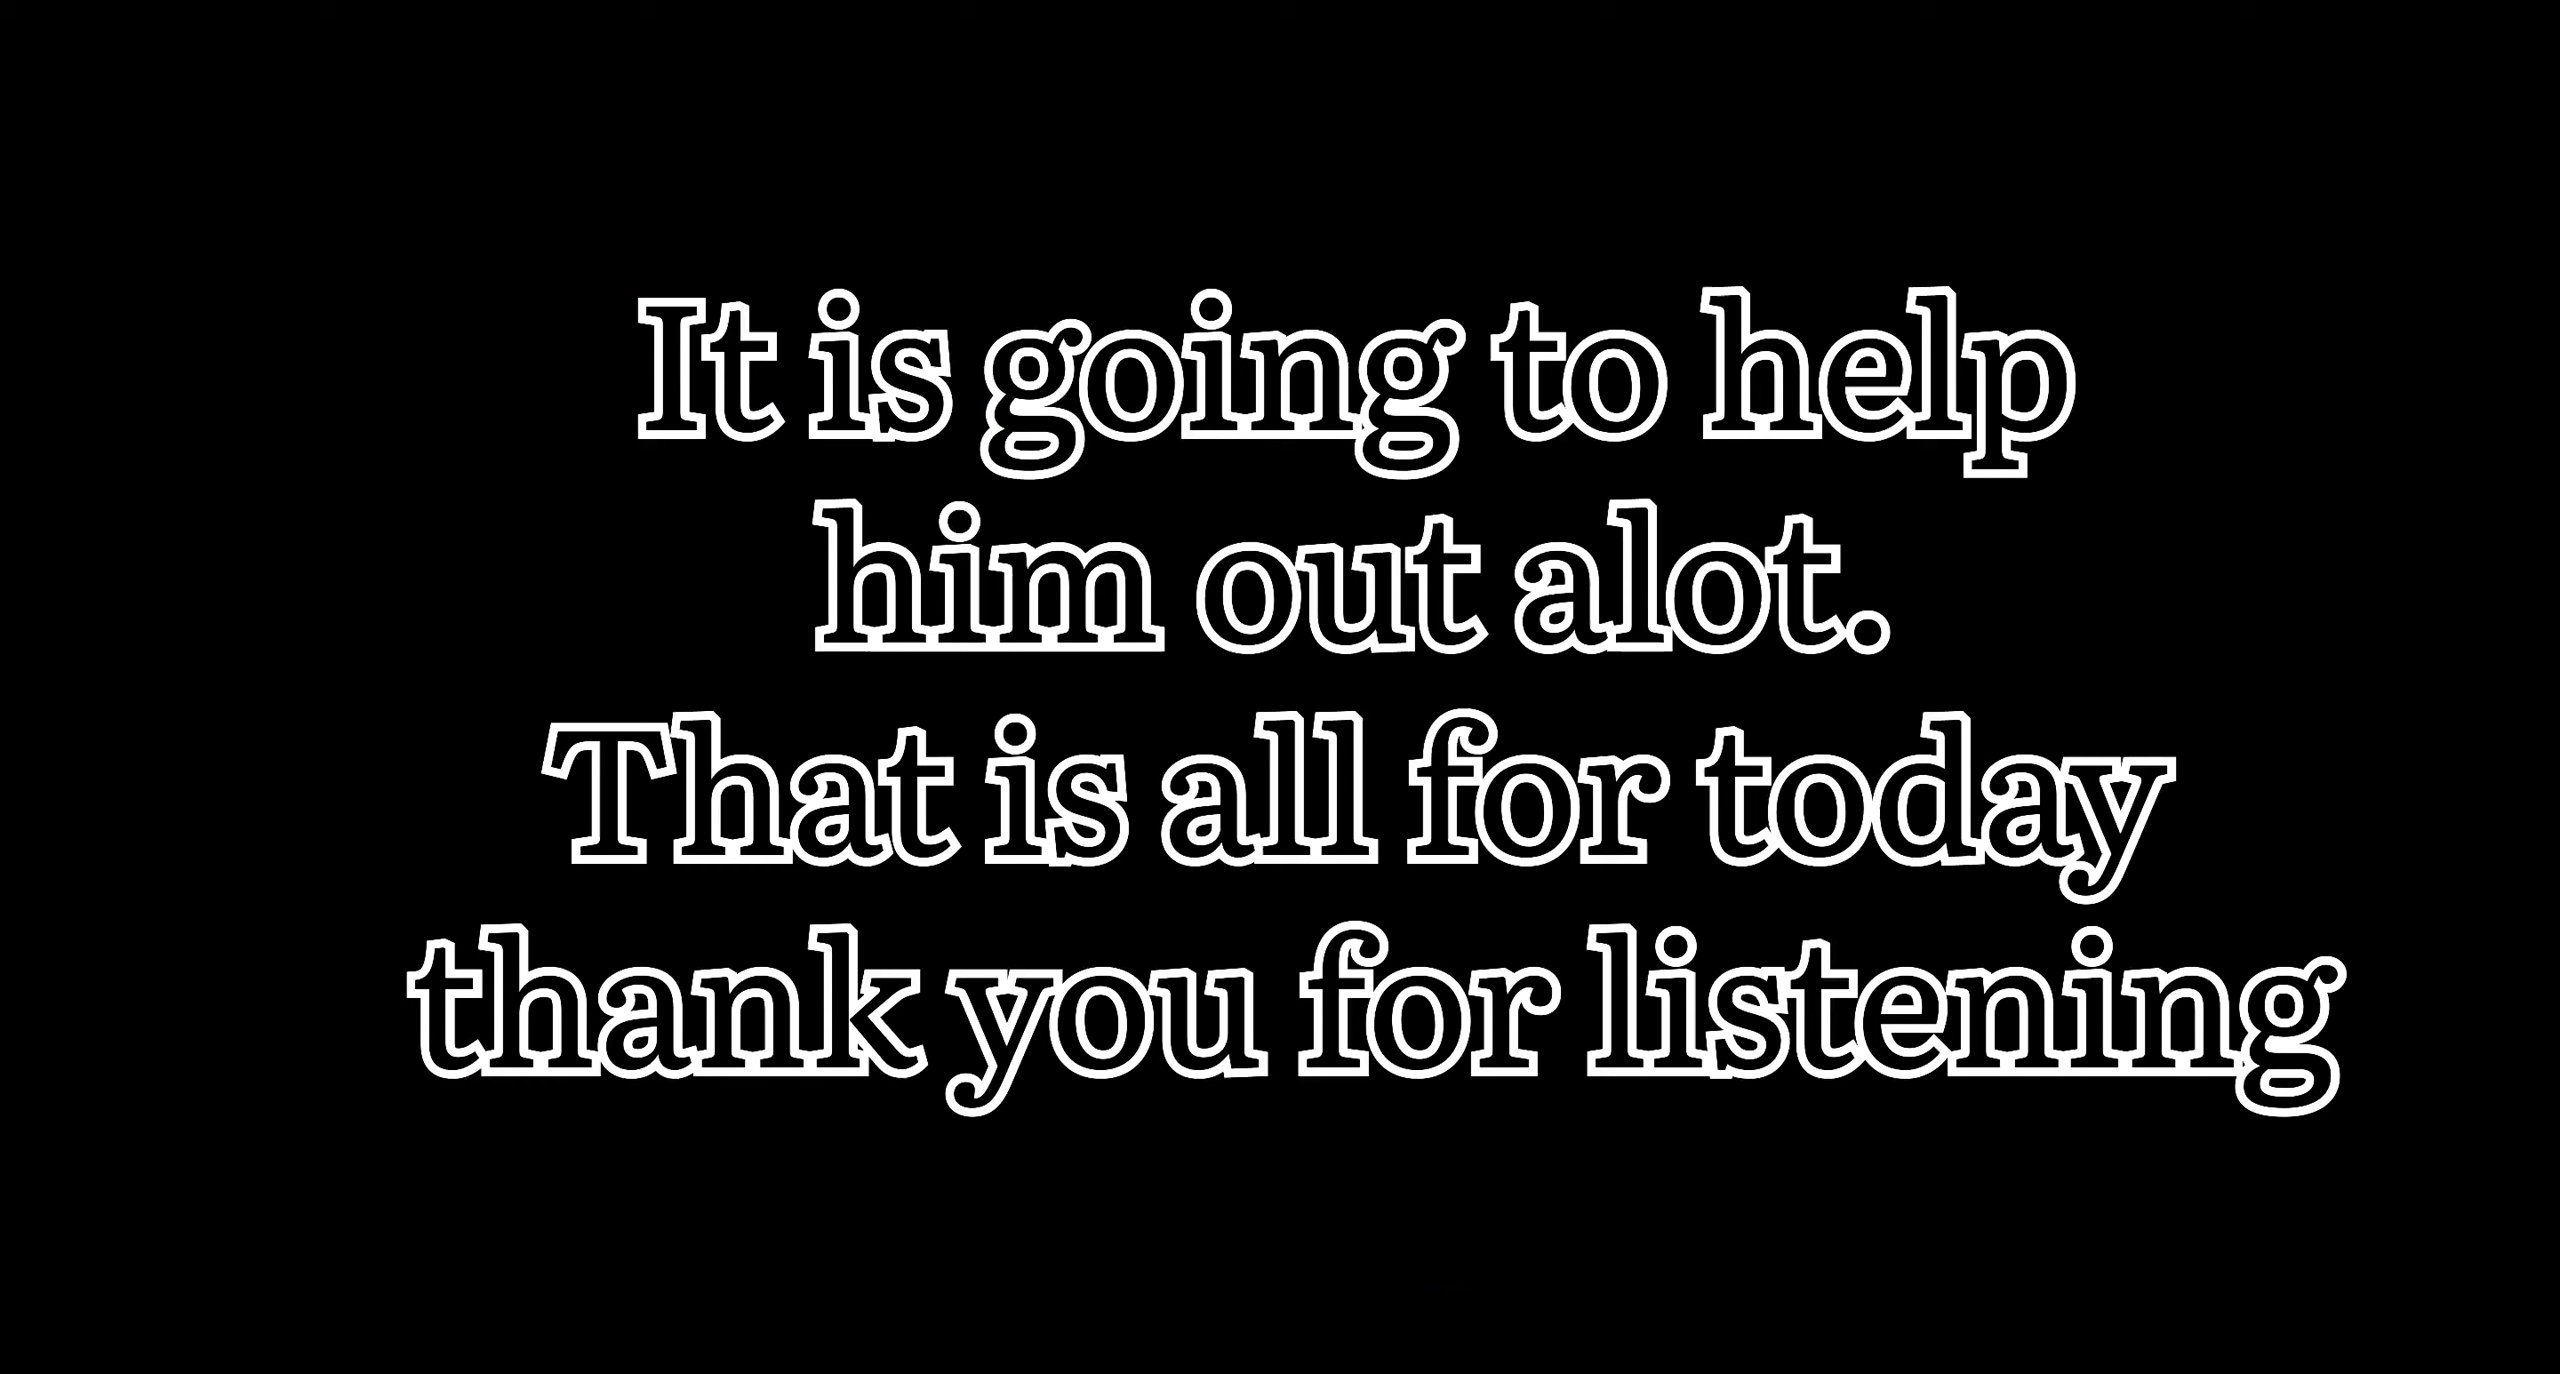 It is going to help
him out alot.
That is all for today
thank you for listening